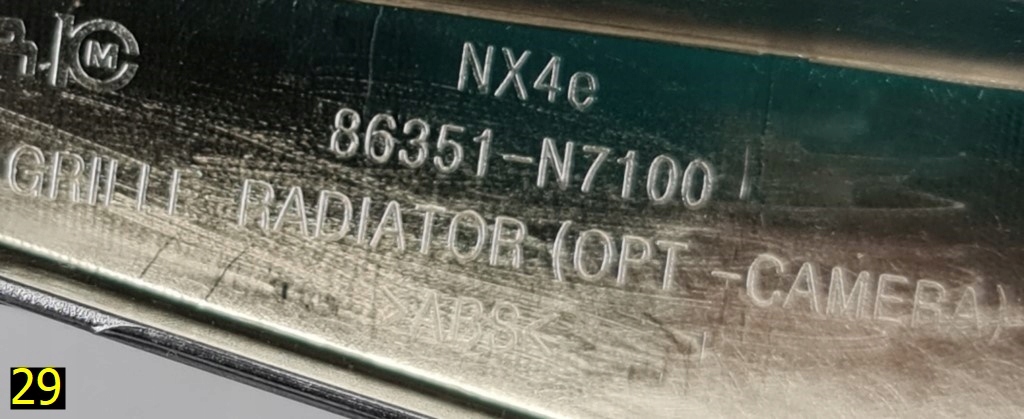 M
NX4e
86351-N7100
GRILLE RADIATOR (OPT -CAMERA)
>ABS<
29